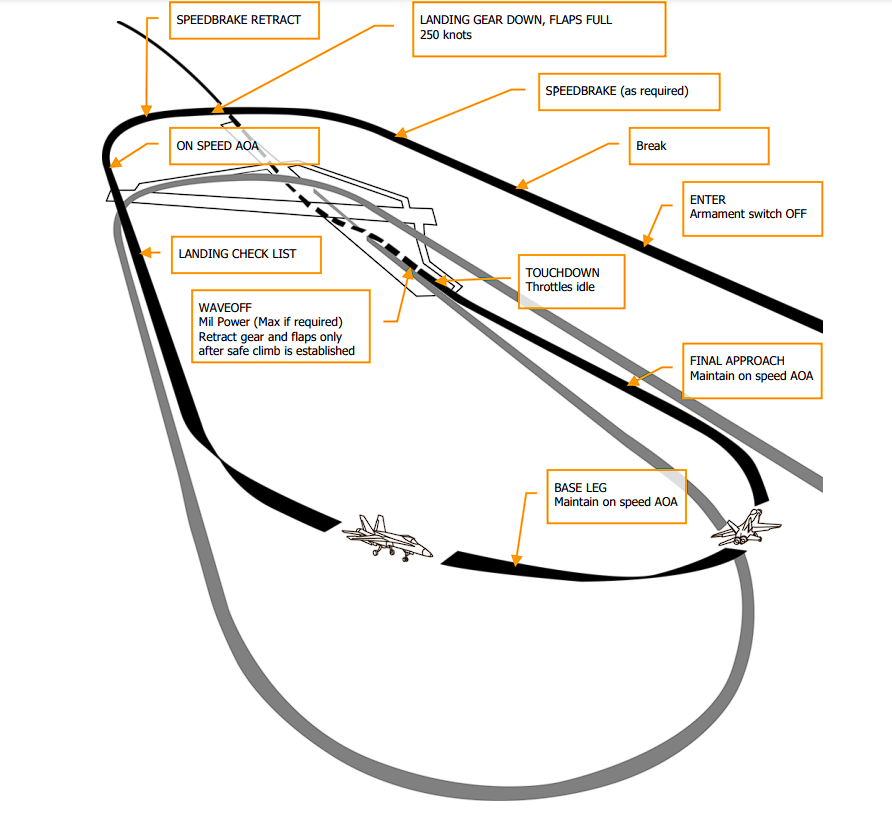 SPEEDBRAKE RETRACT
LANDING GEAR DOWN, FLAPS FULL
250 knots
SPEEDBRAKE (as required)
ON SPEED AOA
Break
ENTER
Armament switch OFF
LANDING CHECK LIST
TOUCHDOWN
Throttles idle
WAVEOFF
Mil Power (Max if required)
Retract gear and flaps only
after safe climb is established
FINAL APPROACH
Maintain on speed AOA
BASE LEG
Maintain on speed AOA